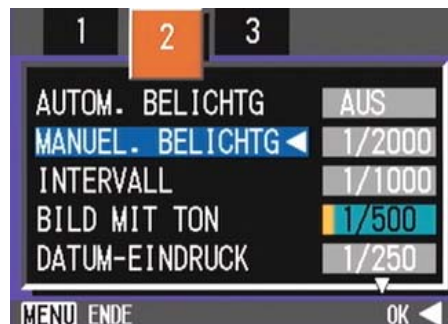 1 2 3
AUTOM. BELICHTG AUS
MANUEL. BELICHTG 1/2000
INTERVALL 1/1000
BILD MIT TON 1/500
DATUM-EINDRUCK 1/250
MENU ENDE OK